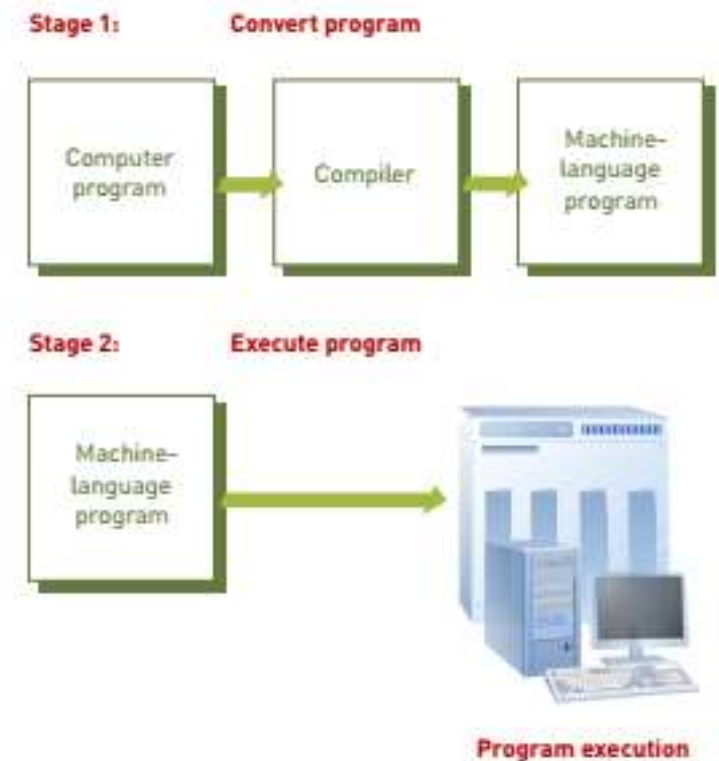 Stage 1: Convert program
Computer
program
Compiler
Machine-
language
program
Stage 2: Execute program
Machine-
language
program
Program execution